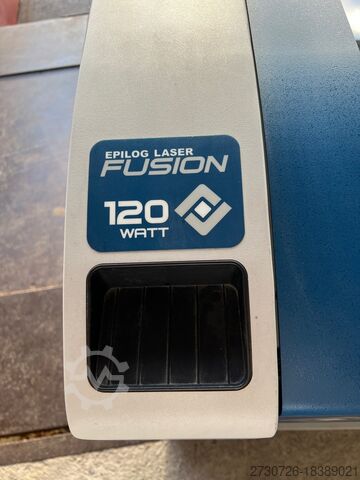 EPILOG LASER
FUSION
120
WATT
2730726-18389021